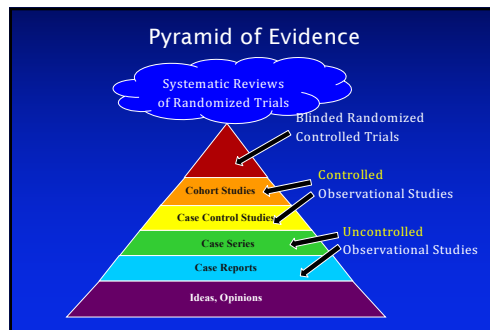 Pyramid of Evidence
Systematic Reviews
of Randomized Trials
Blinded Randomized
Controlled Trials
Controlled
Observational Studies
Cohort Studies
Case Control Studies
Uncontrolled
Observational Studies
Case Series
Case Reports
Ideas, Opinions